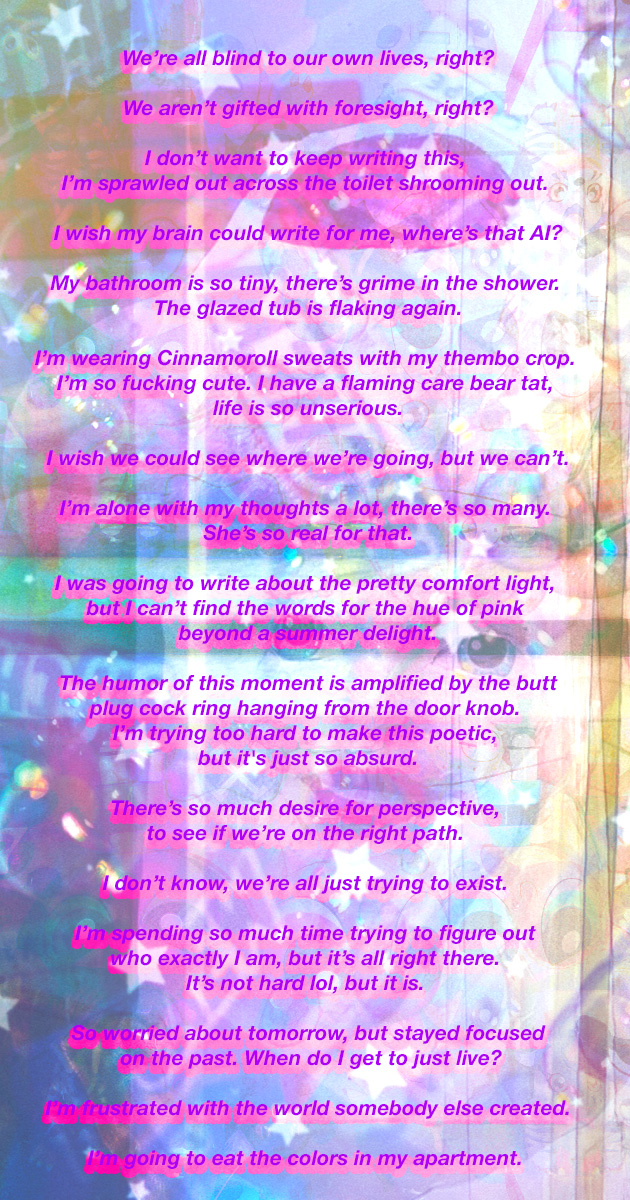 We’re all blind to our own lives, right?
We aren’t gifted with foresight, right?
I don’t want to keep writing this,
I’m sprawled out across the toilet shrooming out.
I wish my brain could write for me, where’s that AI?
My bathroom is so tiny, there’s grime in the shower.
The glazed tub is flaking again.
I’m wearing Cinnamoroll sweats with my thembo crop.
I’m so fucking cute. I have a flaming care bear tat,
life is so unserious.
I wish we could see where we’re going, but we can’t.
I’m alone with my thoughts a lot, there’s so many.
She’s so real for that.
I was going to write about the pretty comfort light,
but I can’t find the words for the hue of pink
beyond a summer delight.
The humor of this moment is amplified by the butt
plug cock ring hanging from the door knob.
I’m trying too hard to make this poetic,
but it's just so absurd.
There’s so much desire for perspective,
to see if we’re on the right path.
I don’t know, we’re all just trying to exist.
I’m spending so much time trying to figure out
who exactly I am, but it’s all right there.
It’s not hard lol, but it is.
So worried about tomorrow, but stayed focused
on the past. When do I get to just live?
I’m frustrated with the world somebody else created.
I’m going to eat the colors in my apartment.